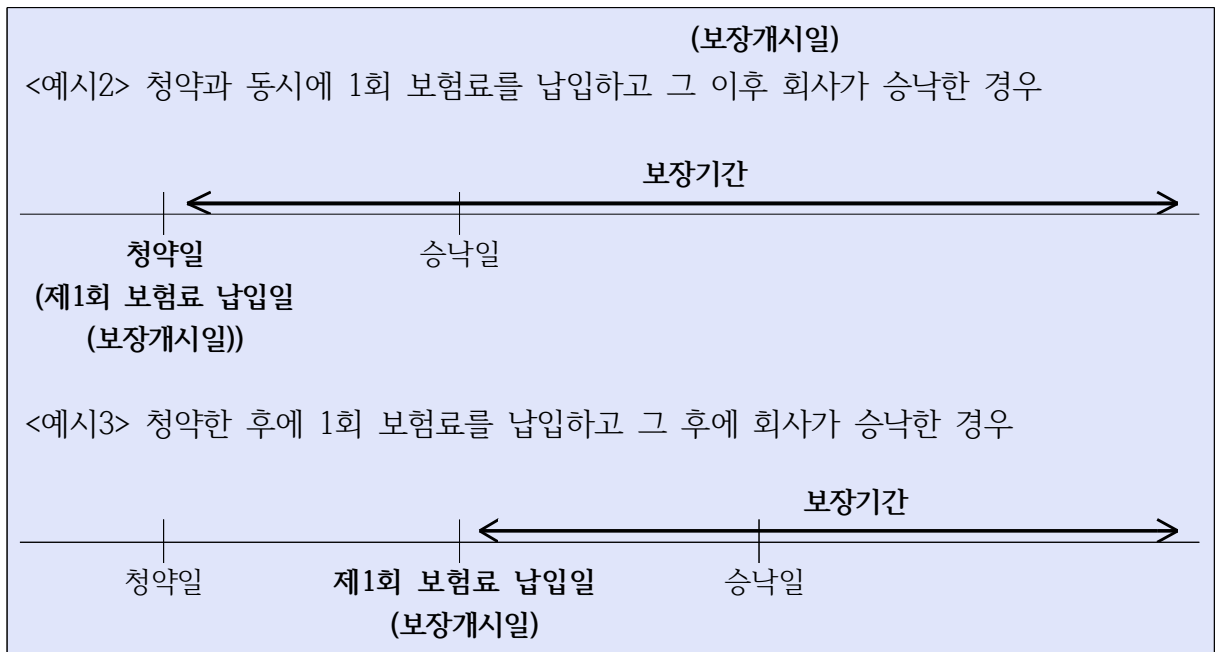 (보장개시일)
<예시2> 청약과 동시에 1회 보험료를 납입하고 그 이후 회사가 승낙한 경우
보장기간
청약일 승낙일
(제1회 보험료 납입일
(보장개시일))
<예시3> 청약한 후에 1회 보험료를 납입하고 그 후에 회사가 승낙한 경우
보장기간
청약일 제1회 보험료 납입일 승낙일
(보장개시일)